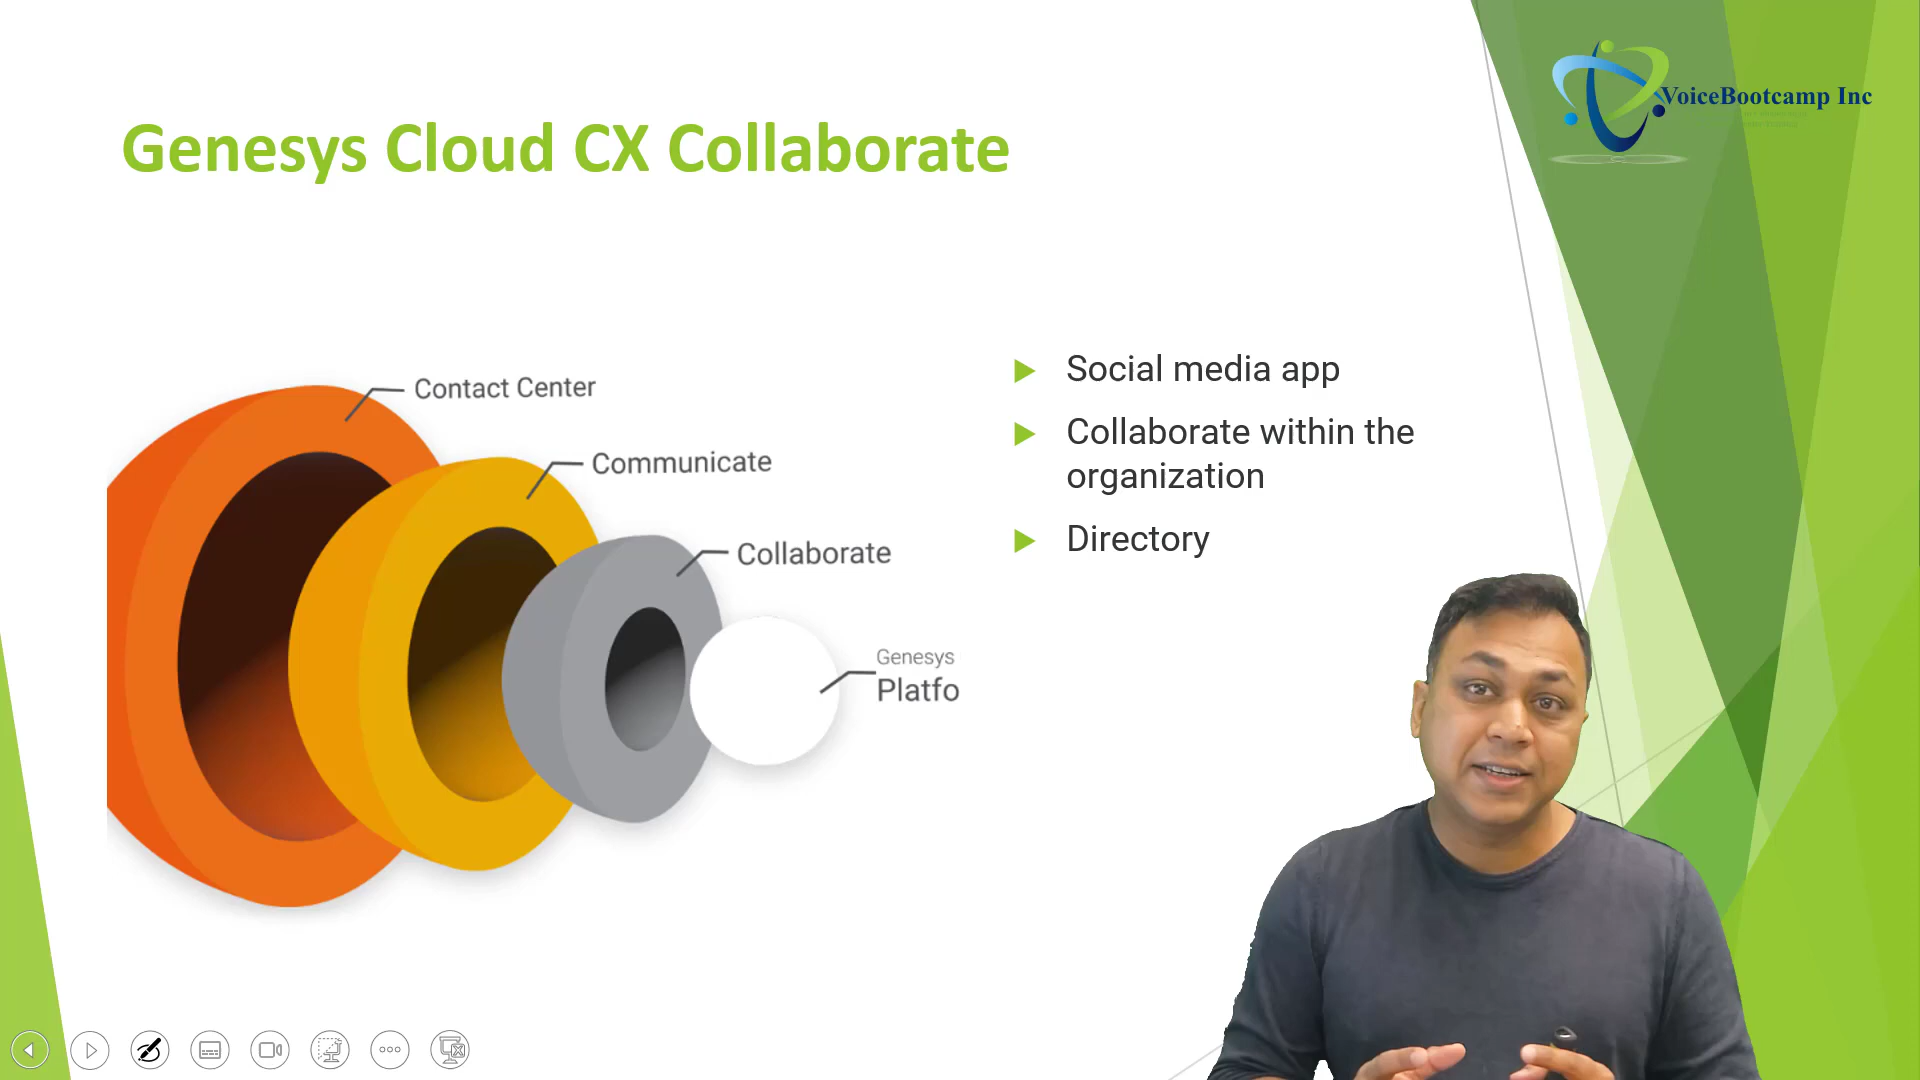 VoiceBootcamp Inc
Genesys Cloud CX Collaborate
Contact Center
Communicate
Collaborate
Genesys
Platfo
Social media app
Collaborate within the
organization
Directory